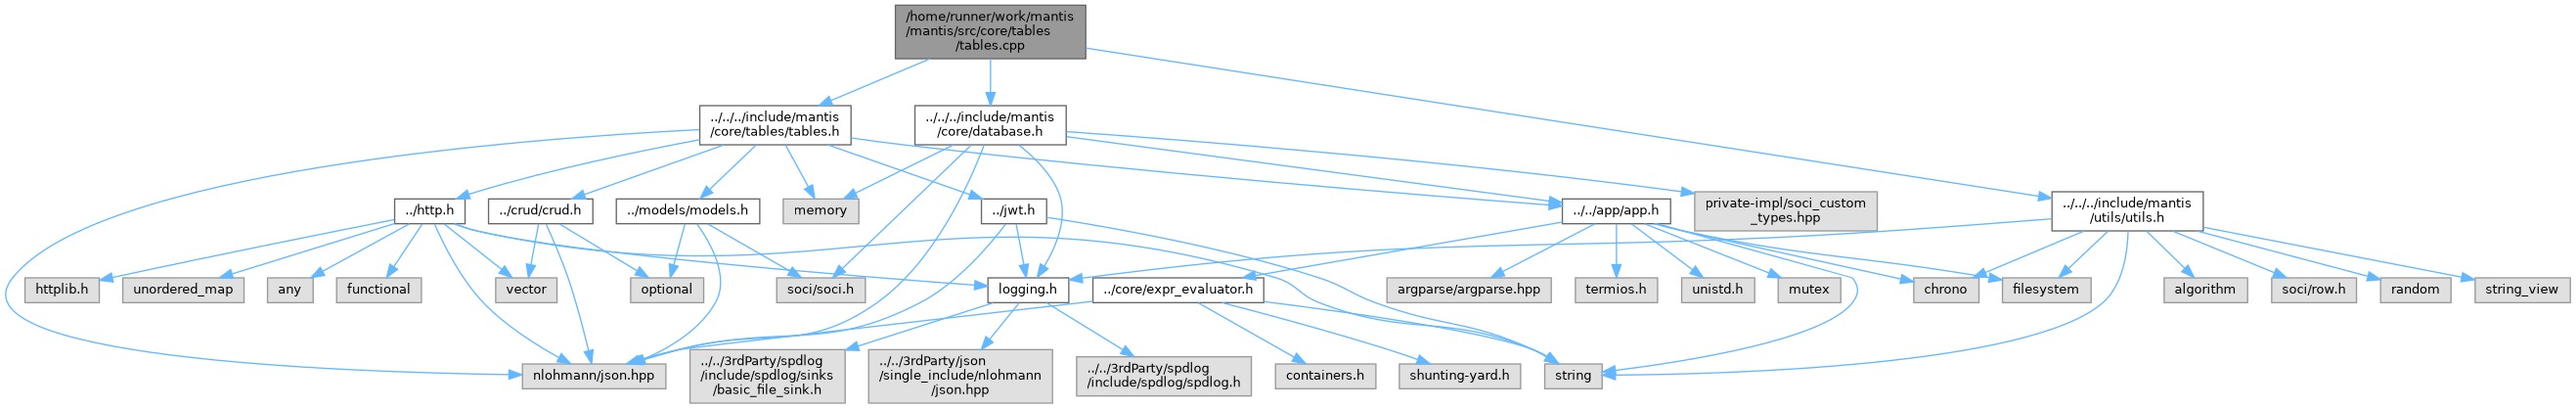 /home/runner/work/mantis
/mantis/src/core/tables
/tables.cpp
../../../include/mantis
/core/tables/tables.h
../../../include/mantis
/core/database.h
../http.h
../crud/crud.h
../models/models.h
memory
../jwt.h
../../app/app.h
private-impl/soci_custom
_types.hpp
../../../include/mantis
/utils/utils.h
httplib.h
unordered_map
any
functional
vector
optional
soci/soci.h
logging.h
../core/expr_evaluator.h
argparse/argparse.hpp
termios.h
unistd.h
mutex
chrono
filesystem
algorithm
soci/row.h
random
string_view
nlohmann/json.hpp
../../3rdParty/spdlog
/include/spdlog/sinks
/basic_file_sink.h
../../3rdParty/json
/single_include/nlohmann
/json.hpp
../../3rdParty/spdlog
/include/spdlog/spdlog.h
containers.h
shunting-yard.h
string